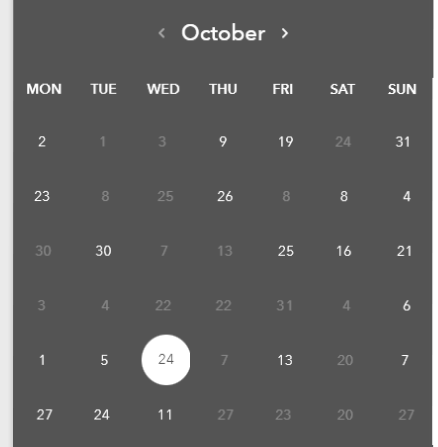 ‹ October ›
MON TUE WED THU FRI SAT SUN
2 1 3 9 19 24 31
23 8 25 26 8 8 4
30 30 7 13 25 16 21
3 4 22 22 31 4 6
1 5 24 7 13 20 7
27 24 11 27 23 20 27